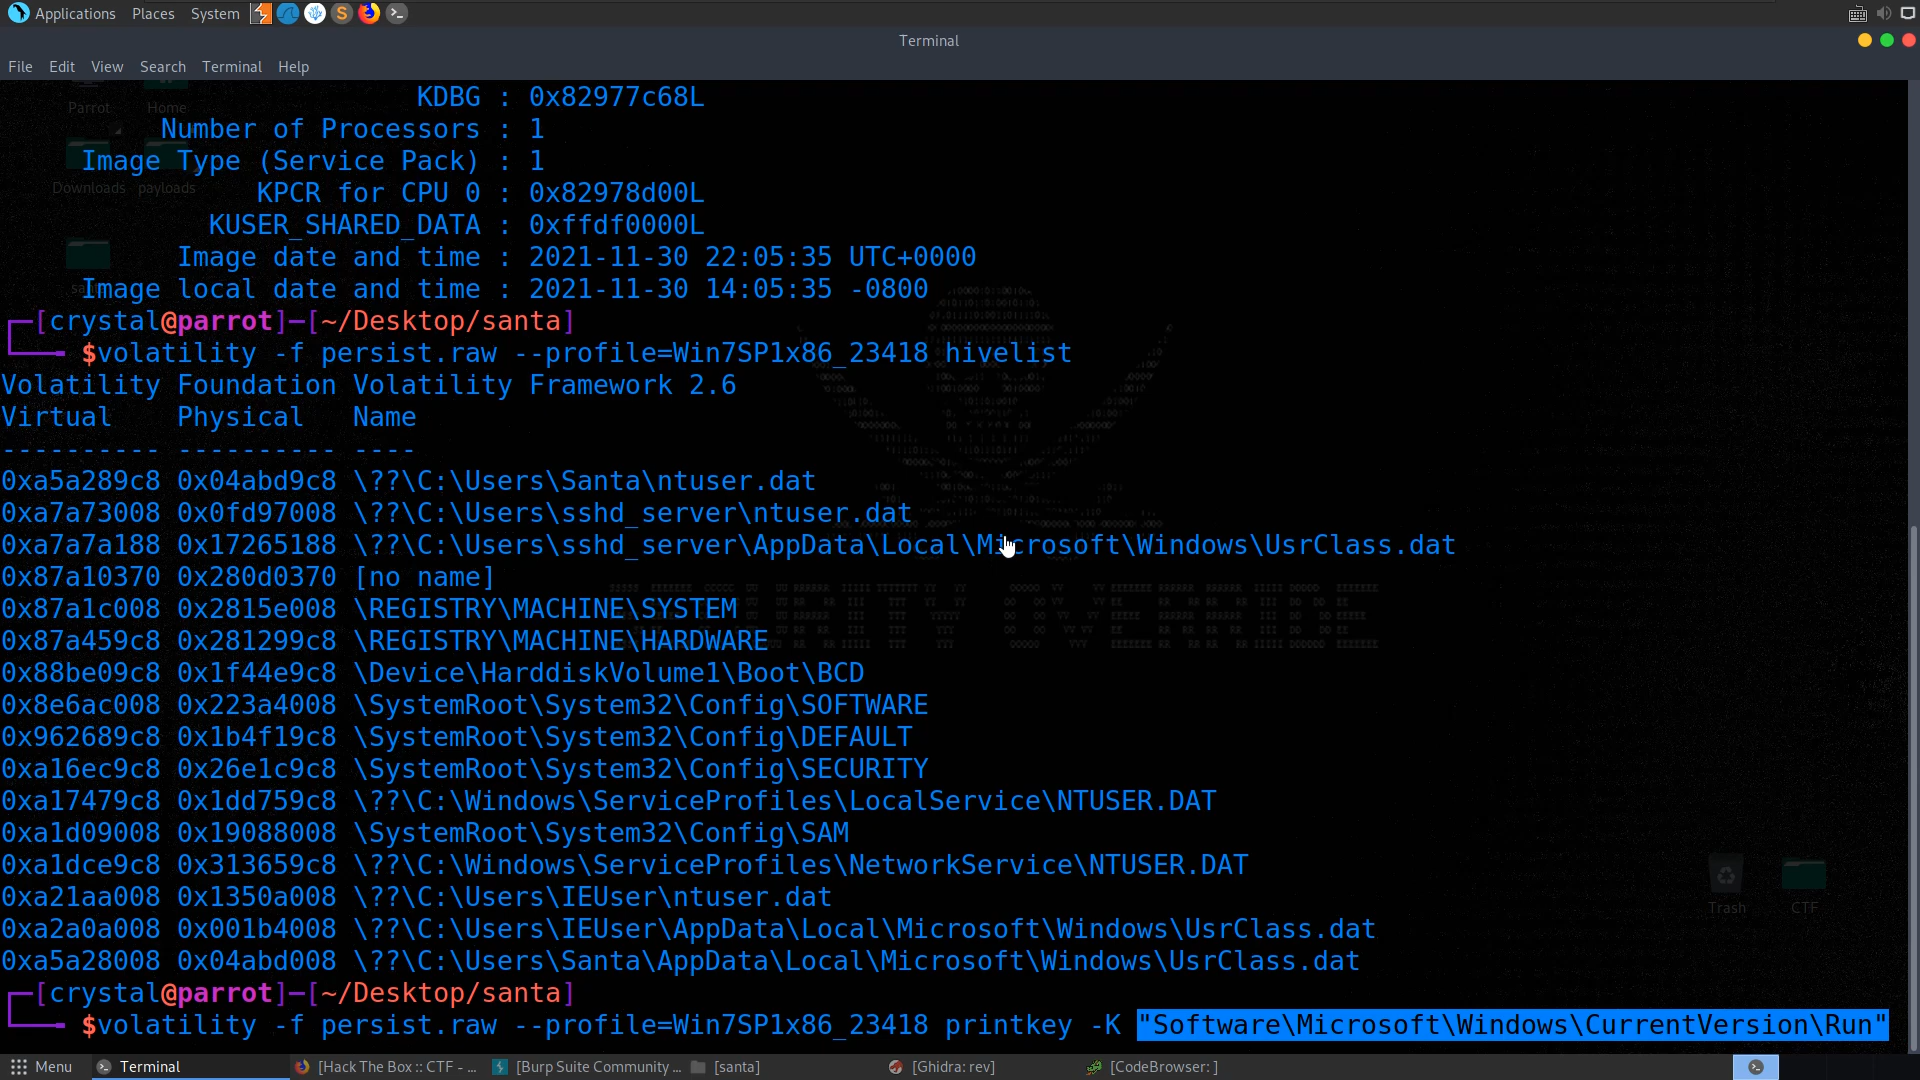 Applications Places System
Terminal
File Edit View Search Terminal Help
Parrot Home
Downloads payloads
KDBG : 0x82977c68L
Number of Processors : 1
Image Type (Service Pack) : 1
KPCR for CPU 0 : 0x82978d00L
KUSER_SHARED_DATA : 0xffdf0000L
Image date and time : 2021-11-30 22:05:35 UTC+0000
Image local date and time : 2021-11-30 14:05:35 -0800
┌─[crystal@parrot]─[~/Desktop/santa]
└──╼ $volatility -f persist.raw --profile=Win7SP1x86_23418 hivelist
Volatility Foundation Volatility Framework 2.6
Virtual    Physical   Name
---------- ---------- ----
0xa5a289c8 0x04abd9c8 \??\C:\Users\Santa\ntuser.dat
0xa7a73008 0x0fd97008 \??\C:\Users\sshd_server\ntuser.dat
0xa7a7a188 0x17265188 \??\C:\Users\sshd_server\AppData\Local\Microsoft\Windows\UsrClass.dat
0x87a10370 0x280d0370 [no name]
0x87a1c008 0x2815e008 \REGISTRY\MACHINE\SYSTEM
0x87a459c8 0x281299c8 \REGISTRY\MACHINE\HARDWARE
0x88be09c8 0x1f44e9c8 \Device\HarddiskVolume1\Boot\BCD
0x8e6ac008 0x223a4008 \SystemRoot\System32\Config\SOFTWARE
0x962689c8 0x1b4f19c8 \SystemRoot\System32\Config\DEFAULT
0xa16ec9c8 0x26e1c9c8 \SystemRoot\System32\Config\SECURITY
0xa17479c8 0x1dd759c8 \??\C:\Windows\ServiceProfiles\LocalService\NTUSER.DAT
0xa1d09008 0x19088008 \SystemRoot\System32\Config\SAM
0xa1dce9c8 0x313659c8 \??\C:\Windows\ServiceProfiles\NetworkService\NTUSER.DAT
0xa21aa008 0x1350a008 \??\C:\Users\IEUser\ntuser.dat
0xa2a0a008 0x001b4008 \??\C:\Users\IEUser\AppData\Local\Microsoft\Windows\UsrClass.dat
0xa5a28008 0x04abd008 \??\C:\Users\Santa\AppData\Local\Microsoft\Windows\UsrClass.dat
Trash CTF
┌─[crystal@parrot]─[~/Desktop/santa]
└──╼ $volatility -f persist.raw --profile=Win7SP1x86_23418 printkey -K "Software\Microsoft\Windows\CurrentVersion\Run"
Menu Terminal [Hack The Box :: CTF - ... [Burp Suite Community ... [santa] [Ghidra: rev] [CodeBrowser: ]